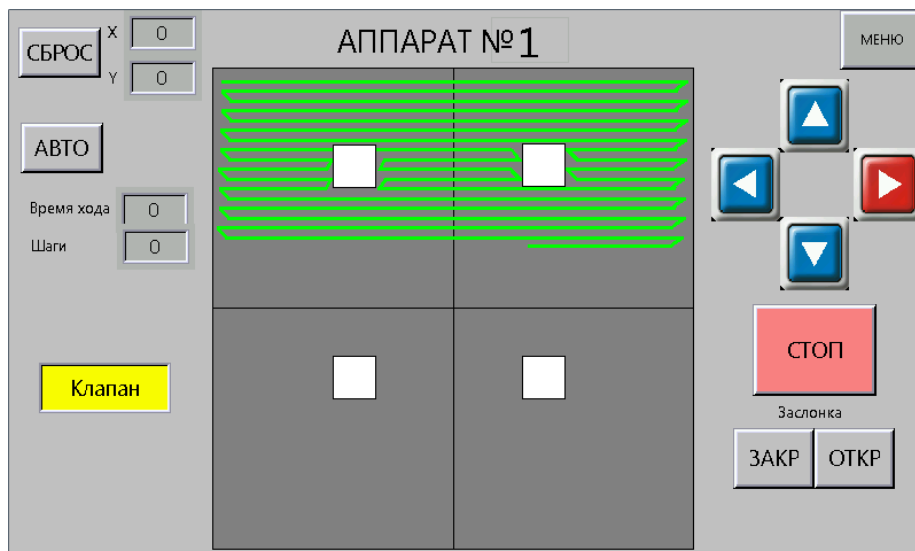 АППАРАТ №1
СБРОС
X 0
Y 0
МЕНЮ
АВТО
Время хода 0
Шаги 0
Клапан
СТОП
Заслонка
ЗАКР ОТКР